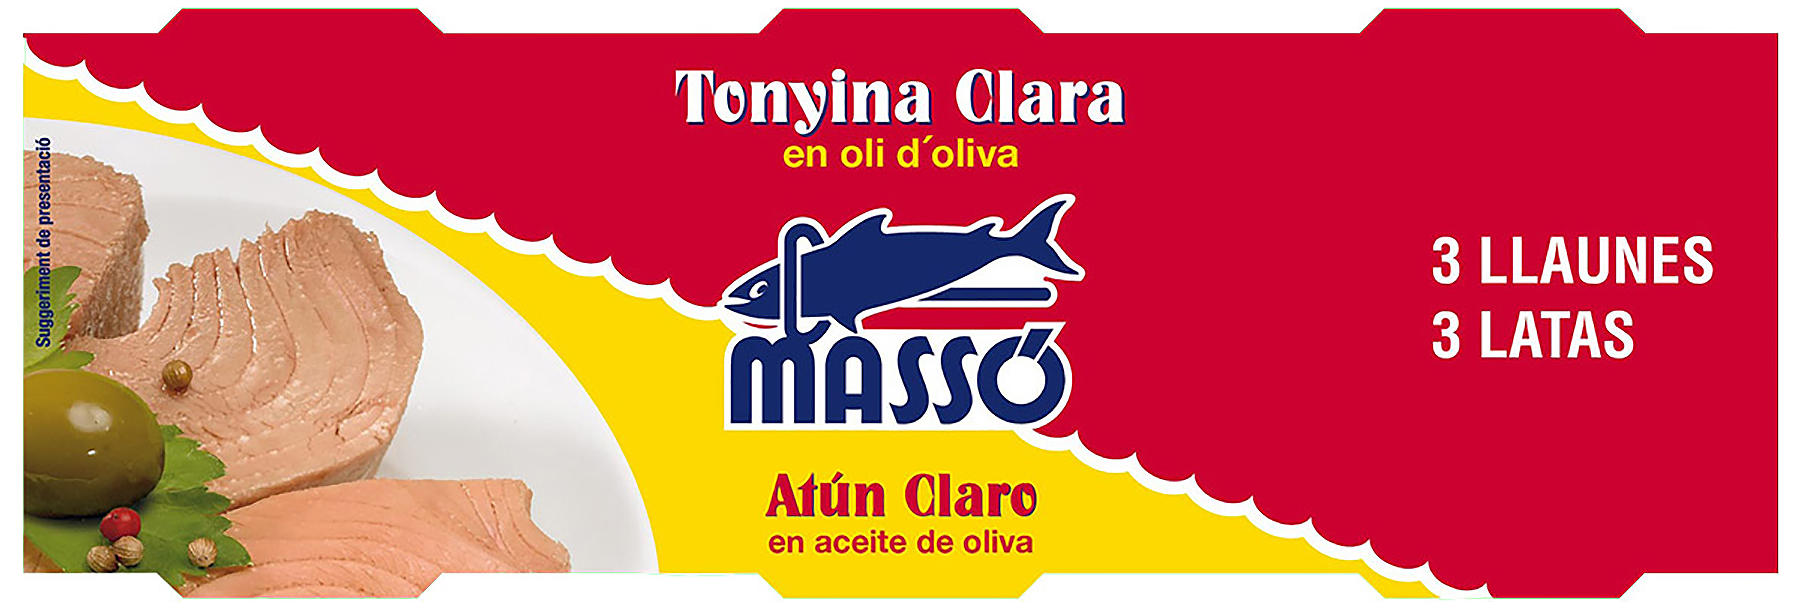 Tonyina Clara
en oli d´oliva
MASSÓ
Atún Claro
en aceite de oliva
3 LLAUNES
3 LATAS
Suggeriment de presentació